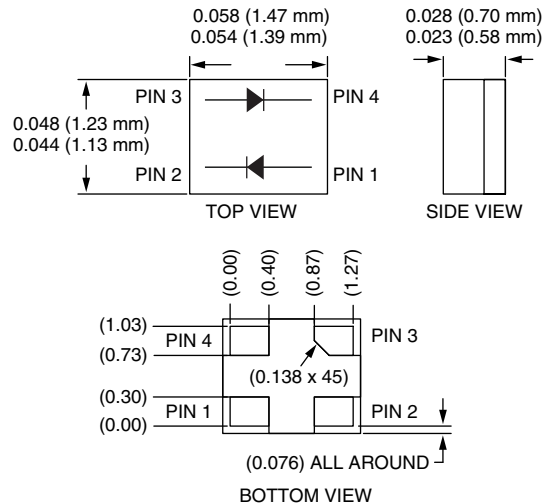 0.058 (1.47 mm)
0.054 (1.39 mm)
0.028 (0.70 mm)
0.023 (0.58 mm)
PIN 3
PIN 4
0.048 (1.23 mm)
0.044 (1.13 mm)
PIN 2
PIN 1
TOP VIEW
SIDE VIEW
(0.00)
(0.40)
(0.87)
(1.27)
(1.03)
PIN 4
PIN 3
(0.73)
(0.138 x 45)
(0.30)
PIN 1
PIN 2
(0.00)
(0.076) ALL AROUND
BOTTOM VIEW